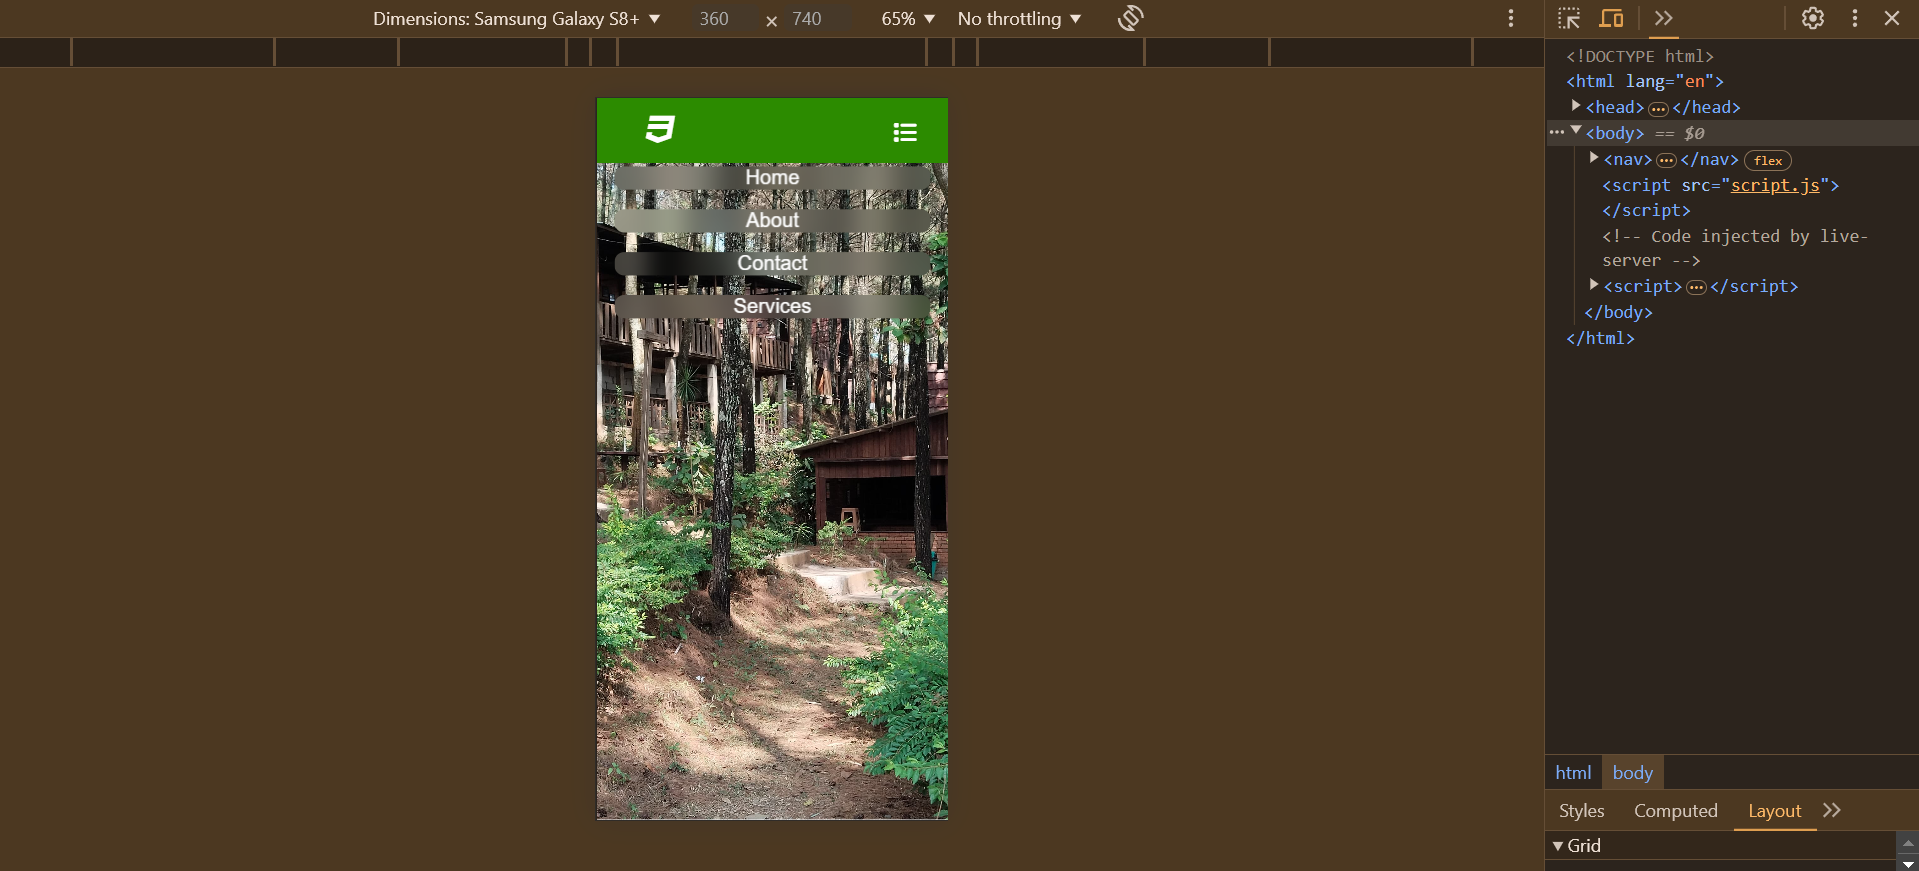 Dimensions: Samsung Galaxy S8+ ▼ 360 × 740 65% ▼ No throttling ▼
Home
About
Contact
Services
<!DOCTYPE html>
<html lang="en">
<head>…</head>
<body> == $0
<nav>…</nav> flex
<script src="script.js">
</script>
<!-- Code injected by live-
server -->
<script>…</script>
</body>
</html>
html body
Styles Computed Layout
Grid